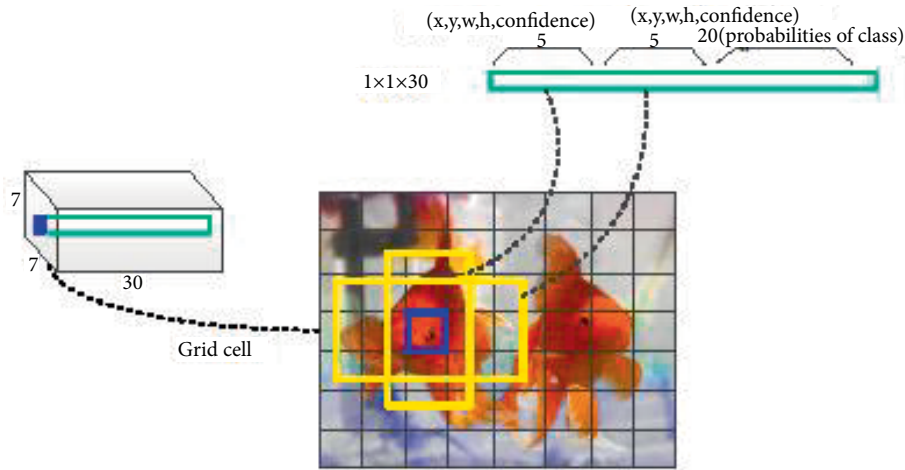 (x,y,w,h,confidence)
5
(x,y,w,h,confidence)
5
20(probabilities of class)
1×1×30
7
7
30
Grid cell